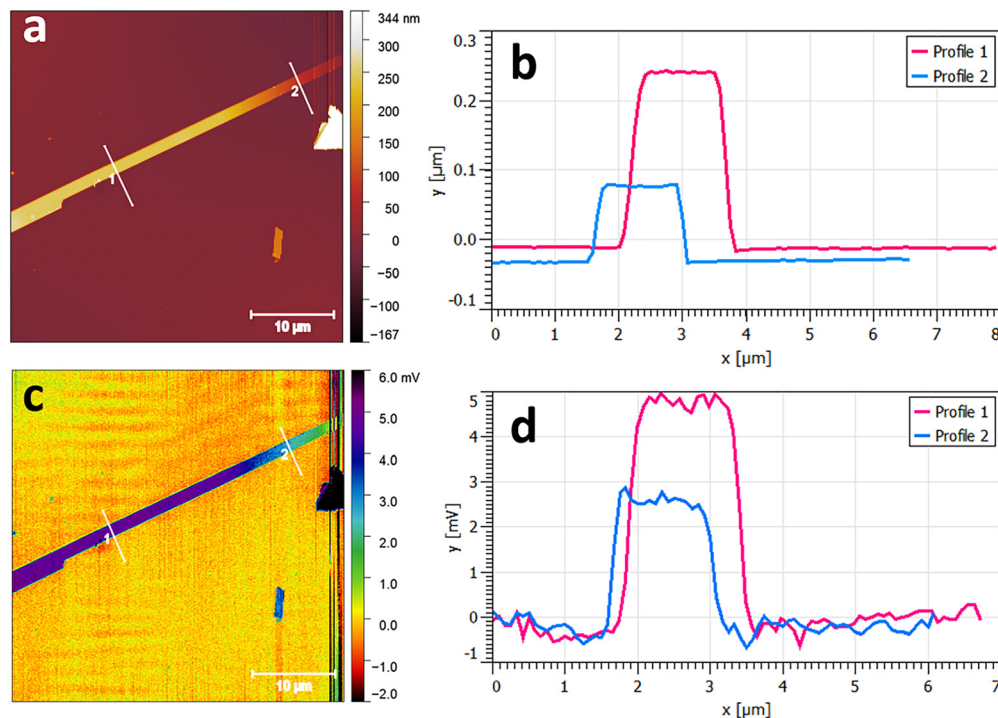 a
344 nm
300
250
200
150
100
50
0
−50
−100
−167
1
2
10 µm
b
Profile 1
Profile 2
y [µm]
0.3
0.2
0.1
0.0
-0.1
0 1 2 3 4 5 6 7 8
x [µm]
c
6.0 mV
5.0
4.0
3.0
2.0
1.0
0.0
−1.0
−2.0
1
2
10 µm
d
Profile 1
Profile 2
y [mV]
5
4
3
2
1
0
-1
0 1 2 3 4 5 6 7
x [µm]